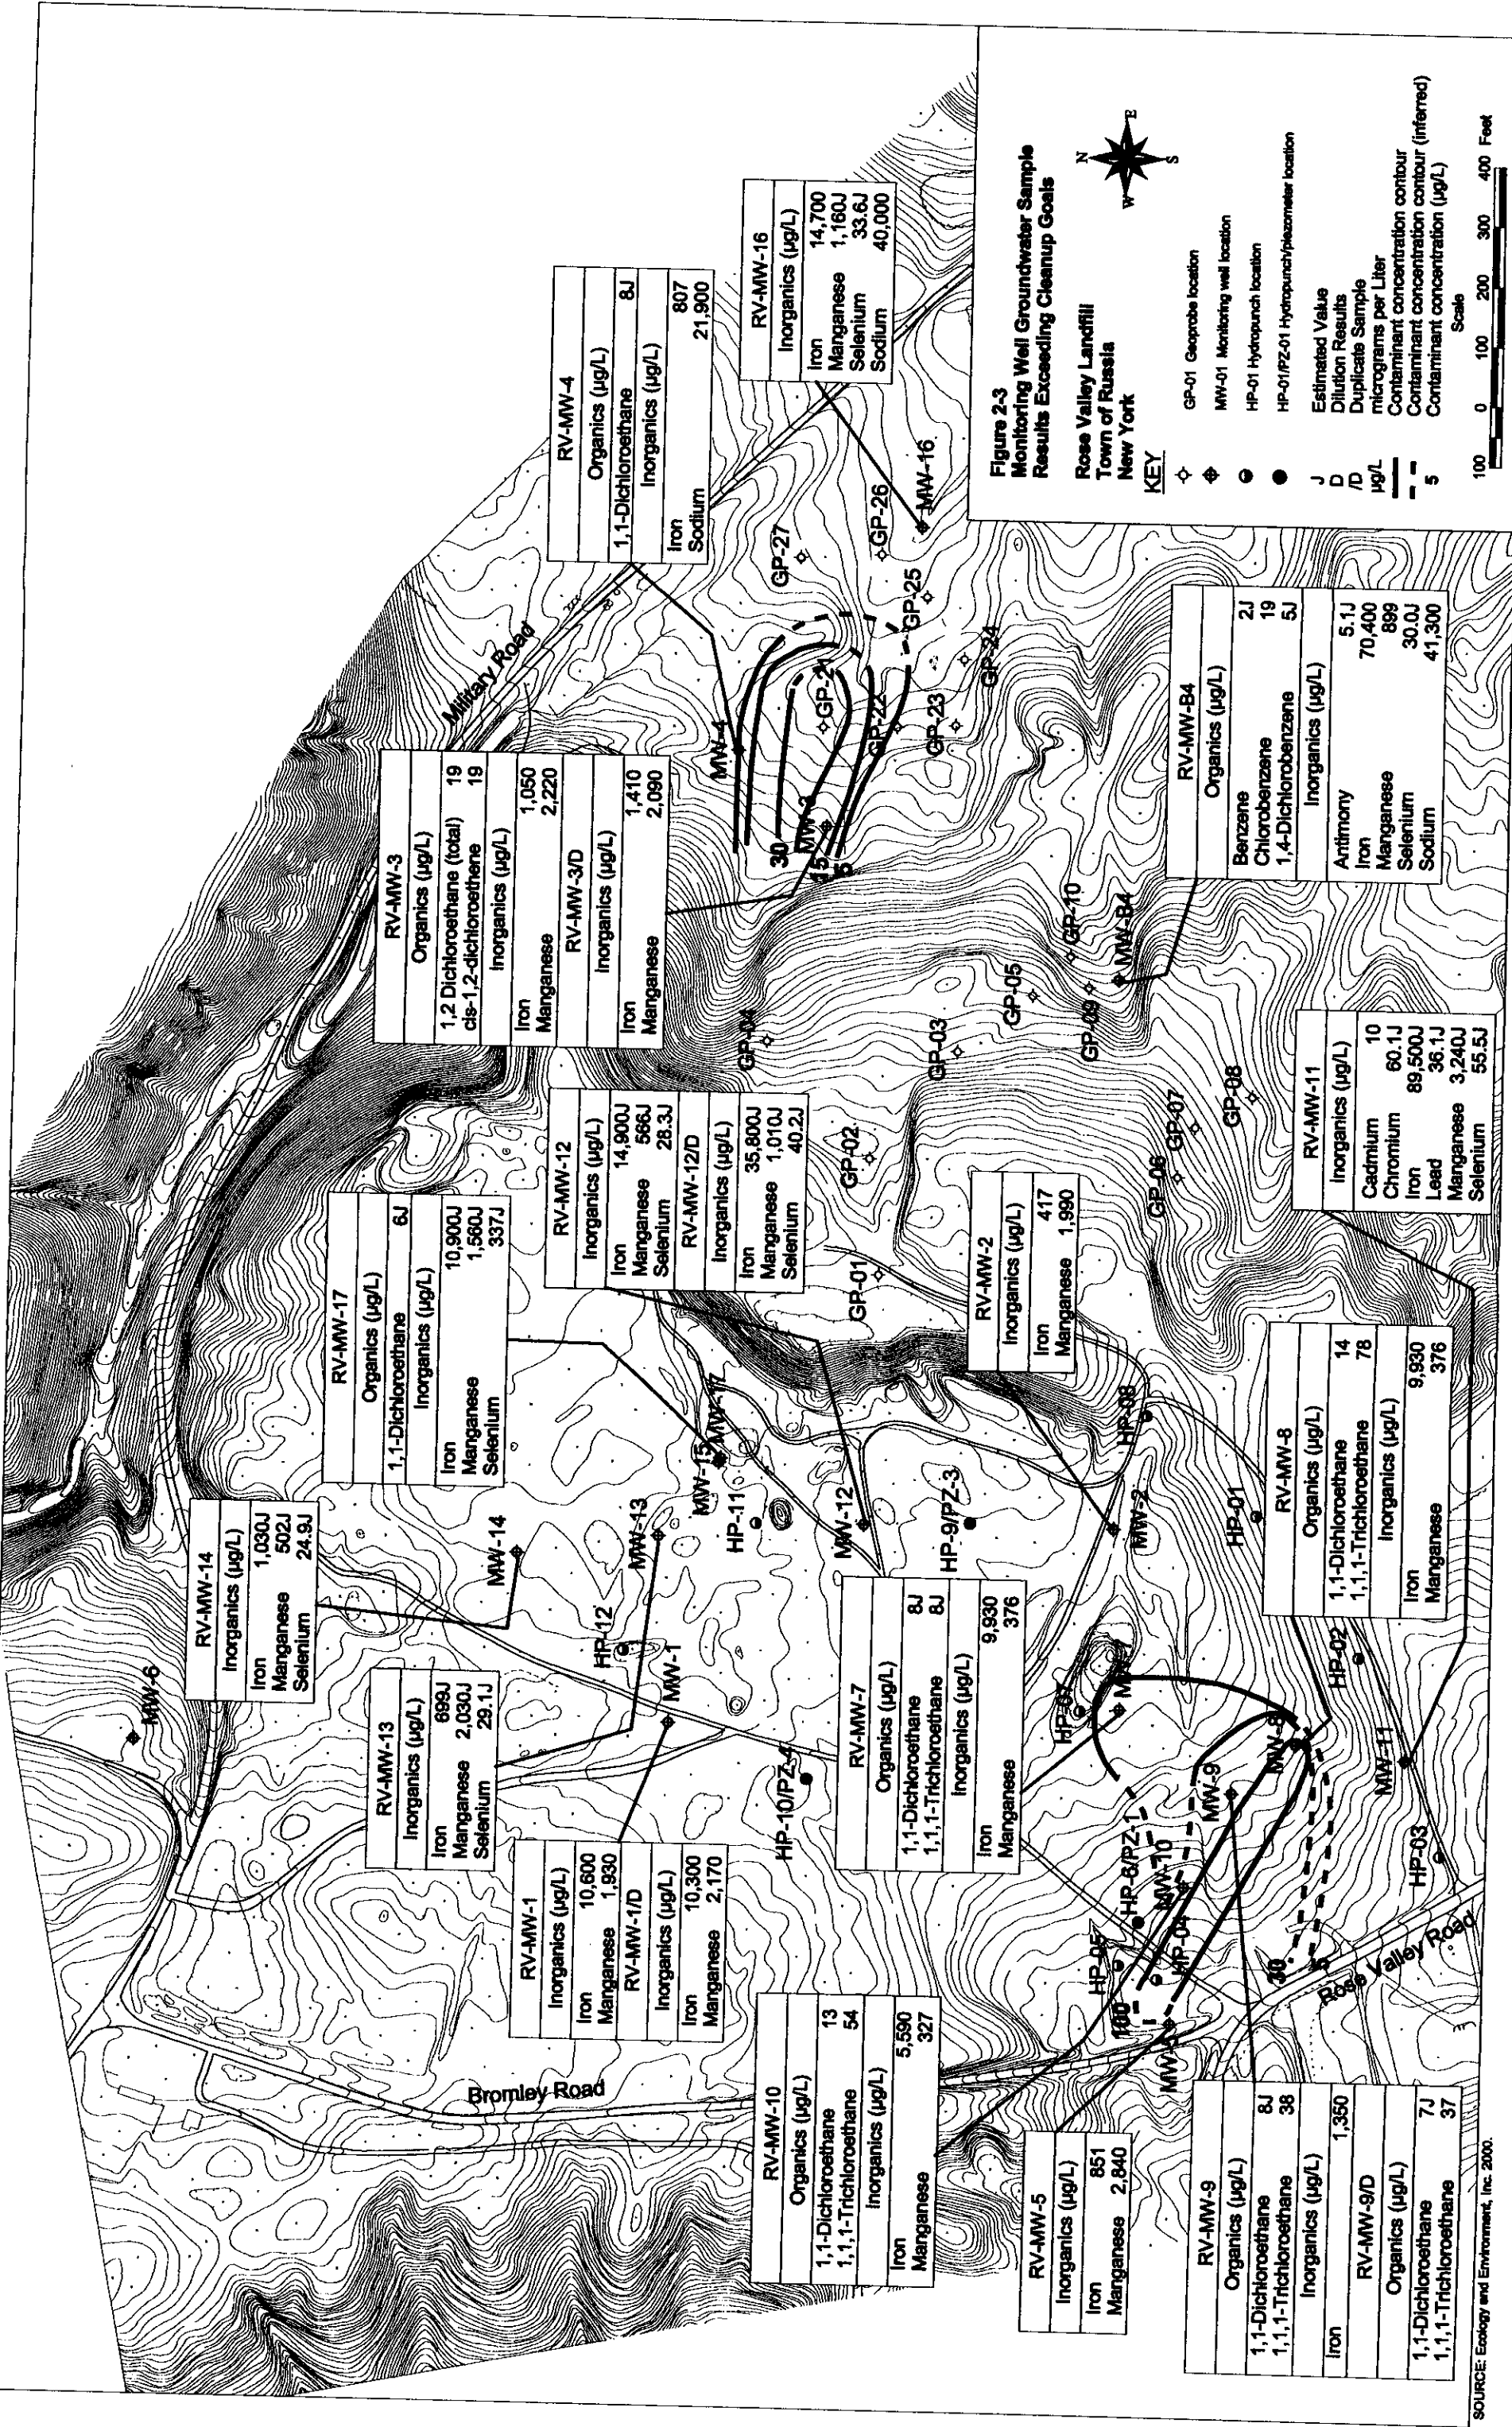 RV-MW-14
Inorganics (µg/L)
Iron 1,030J
Manganese 502J
Selenium 24.9J
RV-MW-17
Organics (µg/L)
1,1-Dichloroethane 6J
Inorganics (µg/L)
Iron 10,900J
Manganese 1,560J
Selenium 337J
RV-MW-3
Organics (µg/L)
1,2 Dichloroethane (total) 19
cis-1,2-dichloroethene 19
Inorganics (µg/L)
Iron 1,050
Manganese 2,220
RV-MW-3/D
Inorganics (µg/L)
Iron 1,410
Manganese 2,090
RV-MW-4
Organics (µg/L)
1,1-Dichloroethane 8J
Inorganics (µg/L)
Iron 807
Sodium 21,900
RV-MW-16
Inorganics (µg/L)
Iron 14,700
Manganese 1,160J
Selenium 33.6J
Sodium 40,000
RV-MW-13
Inorganics (µg/L)
Iron 699J
Manganese 2,030J
Selenium 29.1J
RV-MW-12
Inorganics (µg/L)
Iron 14,900J
Manganese 566J
Selenium 28.3J
RV-MW-12/D
Inorganics (µg/L)
Iron 35,800J
Manganese 1,010J
Selenium 40.2J
RV-MW-1
Inorganics (µg/L)
Iron 10,600
Manganese 1,930
RV-MW-1/D
Inorganics (µg/L)
Iron 10,300
Manganese 2,170
RV-MW-10
Organics (µg/L)
1,1-Dichloroethane 13
1,1,1-Trichloroethane 54
Inorganics (µg/L)
Iron 5,590
Manganese 327
RV-MW-7
Organics (µg/L)
1,1-Dichloroethane 8J
1,1,1-Trichloroethane 8J
Inorganics (µg/L)
Iron 9,930
Manganese 376
RV-MW-2
Inorganics (µg/L)
Iron 417
Manganese 1,990
RV-MW-5
Inorganics (µg/L)
Iron 851
Manganese 2,840
RV-MW-9
Organics (µg/L)
1,1-Dichloroethane 8J
1,1,1-Trichloroethane 38
Inorganics (µg/L)
Iron 1,350
RV-MW-9/D
Organics (µg/L)
1,1-Dichloroethane 7J
1,1,1-Trichloroethane 37
RV-MW-8
Organics (µg/L)
1,1-Dichloroethane 14
1,1,1-Trichloroethane 78
Inorganics (µg/L)
Iron 9,930
Manganese 376
RV-MW-11
Inorganics (µg/L)
Cadmium 10
Chromium 60.1J
Iron 89,500J
Lead 36.1J
Manganese 3,240J
Selenium 55.5J
RV-MW-B4
Organics (µg/L)
Benzene 2J
Chlorobenzene 19
1,4-Dichlorobenzene 5J
Inorganics (µg/L)
Antimony 5.1J
Iron 70,400
Manganese 899
Selenium 30.0J
Sodium 41,300
MW-6
MW-14
HP-12
MW-13
MW-1
MW-15
MW-17
HP-11
HP-10/PZ-4
MW-12
HP-9/PZ-3
MW-2
HP-08
HP-01
HP-02
HP-03
MW-11
HP-07
MW-7
MW-8
MW-9
MW-10
HP-6/PZ-1
HP-05
HP-04
MW-5
100
30
5
GP-01
GP-02
GP-03
GP-04
GP-05
GP-06
GP-07
GP-08
GP-09
GP-10
MW-B4
MW-3
MW-4
30
15
5
GP-21
GP-22
GP-23
GP-24
GP-25
GP-26
GP-27
MW-16
Military Road
Bromley Road
Rose Valley Road
Figure 2-3
Monitoring Well Groundwater Sample
Results Exceeding Cleanup Goals
Rose Valley Landfill
Town of Russia
New York
N
W E
S
KEY
GP-01 Geoprobe location
MW-01 Monitoring well location
HP-01 Hydropunch location
HP-01/PZ-01 Hydropunch/piezometer location
J Estimated Value
D Dilution Results
/D Duplicate Sample
µg/L micrograms per Liter
Contaminant concentration contour
Contaminant concentration contour (inferred)
5 Contaminant concentration (µg/L)
Scale
100 0 100 200 300 400 Feet
SOURCE: Ecology and Environment, Inc. 2000.